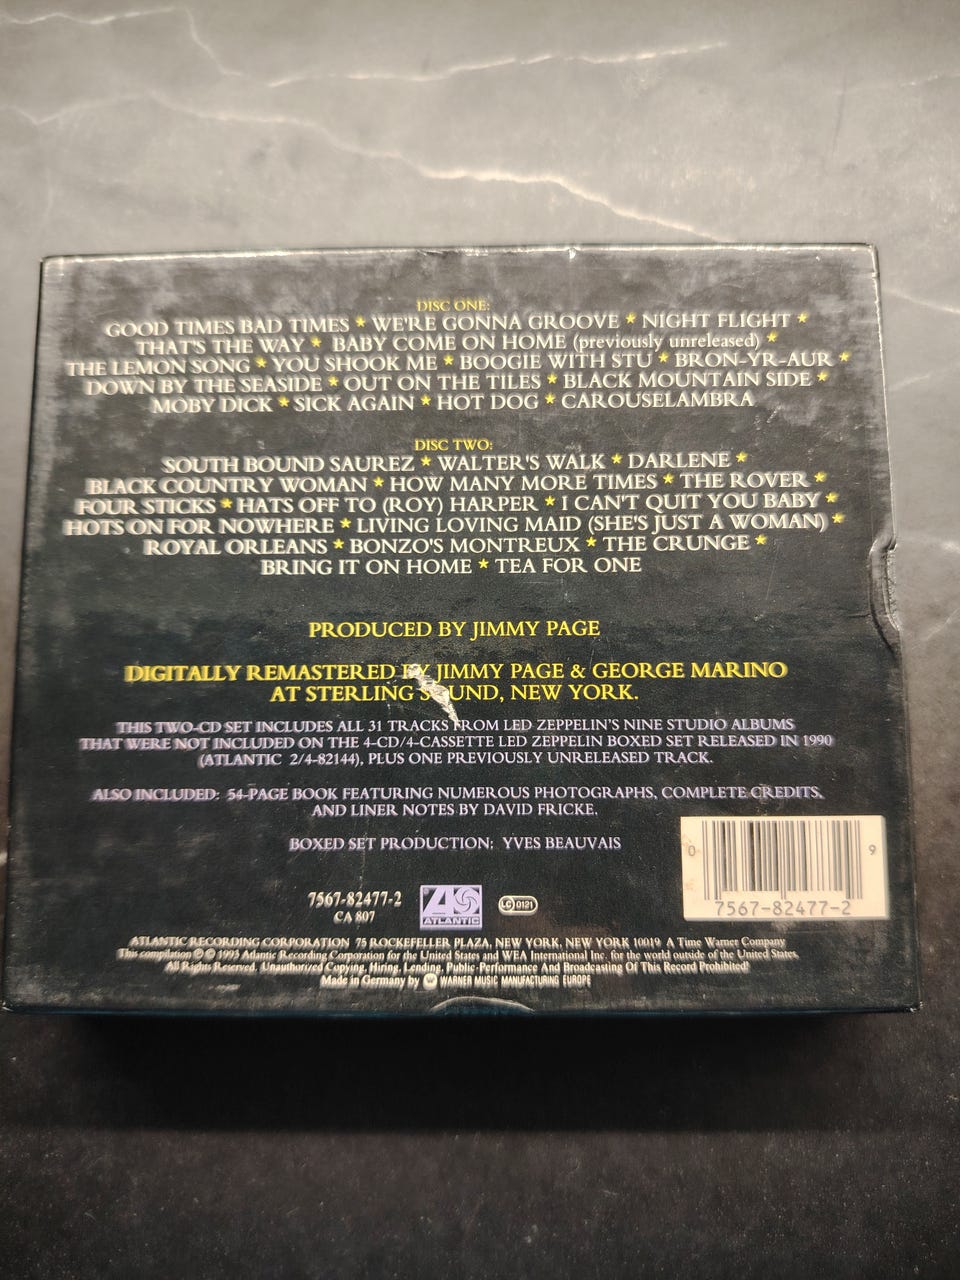 DISC ONE:
GOOD TIMES BAD TIMES * WE'RE GONNA GROOVE * NIGHT FLIGHT *
THAT'S THE WAY * BABY COME ON HOME (previously unreleased) *
THE LEMON SONG * YOU SHOOK ME * BOOGIE WITH STU * BRON-YR-AUR *
DOWN BY THE SEASIDE * OUT ON THE TILES * BLACK MOUNTAIN SIDE *
MOBY DICK * SICK AGAIN * HOT DOG * CAROUSELAMBRA
DISC TWO:
SOUTH BOUND SAUREZ * WALTER'S WALK * DARLENE *
BLACK COUNTRY WOMAN * HOW MANY MORE TIMES * THE ROVER *
FOUR STICKS * HATS OFF TO (ROY) HARPER * I CAN'T QUIT YOU BABY *
HOTS ON FOR NOWHERE * LIVING LOVING MAID (SHE'S JUST A WOMAN) *
ROYAL ORLEANS * BONZO'S MONTREUX * THE CRUNGE *
BRING IT ON HOME * TEA FOR ONE
PRODUCED BY JIMMY PAGE
DIGITALLY REMASTERED BY JIMMY PAGE & GEORGE MARINO
AT STERLING SOUND, NEW YORK.
THIS TWO-CD SET INCLUDES ALL 31 TRACKS FROM LED ZEPPELIN'S NINE STUDIO ALBUMS
THAT WERE NOT INCLUDED ON THE 4-CD/4-CASSETTE LED ZEPPELIN BOXED SET RELEASED IN 1990
(ATLANTIC 2/4-82144), PLUS ONE PREVIOUSLY UNRELEASED TRACK.
ALSO INCLUDED: 54-PAGE BOOK FEATURING NUMEROUS PHOTOGRAPHS, COMPLETE CREDITS,
AND LINER NOTES BY DAVID FRICKE.
BOXED SET PRODUCTION: YVES BEAUVAIS
0 9
7567-82477-2
7567-82477-2
CA 807
ATLANTIC
LC 0121
ATLANTIC RECORDING CORPORATION 75 ROCKEFELLER PLAZA, NEW YORK, NEW YORK 10019 A Time Warner Company
This compilation ℗ © 1993 Atlantic Recording Corporation for the United States and WEA International Inc. for the world outside of the United States.
All Rights Reserved. Unauthorized Copying, Hiring, Lending, Public Performance And Broadcasting Of This Record Prohibited!
Made in Germany by WARNER MUSIC MANUFACTURING EUROPE